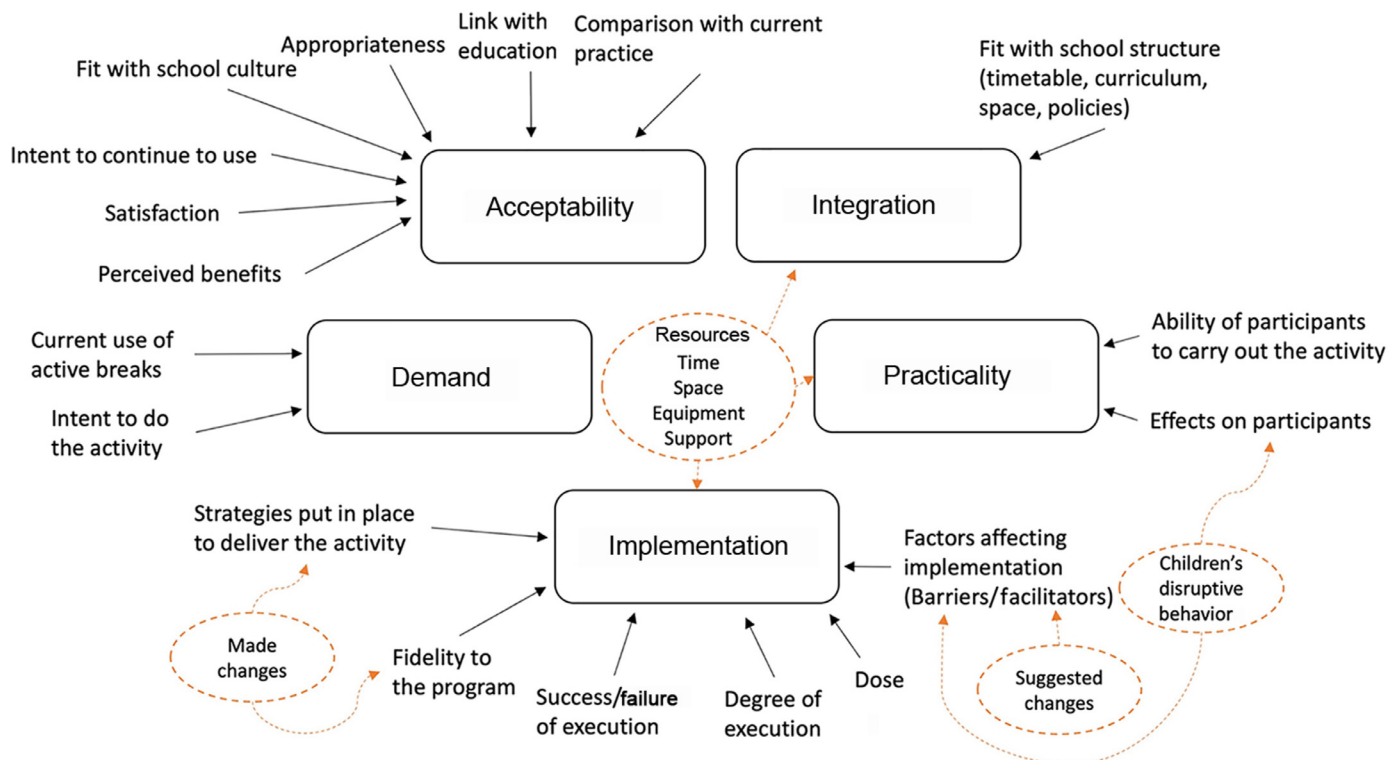 Link with
education
Comparison with current
practice
Appropriateness
Fit with school culture
Fit with school structure
(timetable, curriculum,
space, policies)
Intent to continue to use
Satisfaction
Perceived benefits
Acceptability
Integration
Current use of
active breaks
Intent to do
the activity
Demand
Resources
Time
Space
Equipment
Support
Practicality
Ability of participants
to carry out the activity
Effects on participants
Strategies put in place
to deliver the activity
Implementation
Factors affecting
implementation
(Barriers/facilitators)
Children's
disruptive
behavior
Made
changes
Fidelity to
the program
Success/failure
of execution
Degree of
execution
Dose
Suggested
changes